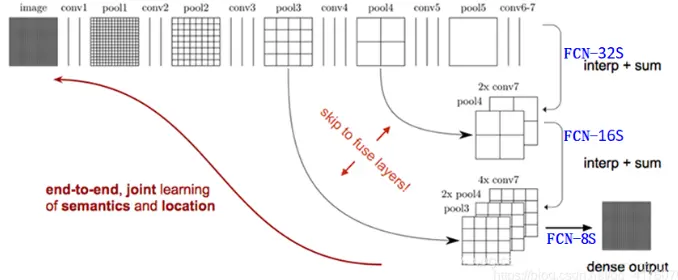 image conv1 pool1 conv2 pool2 conv3 pool3 conv4 pool4 conv5 pool5 conv6-7
FCN-32S
interp + sum
2x conv7
pool4
FCN-16S
skip to fuse layers!
interp + sum
end-to-end, joint learning
of semantics and location
4x conv7
2x pool4
pool3
FCN-8S
dense output